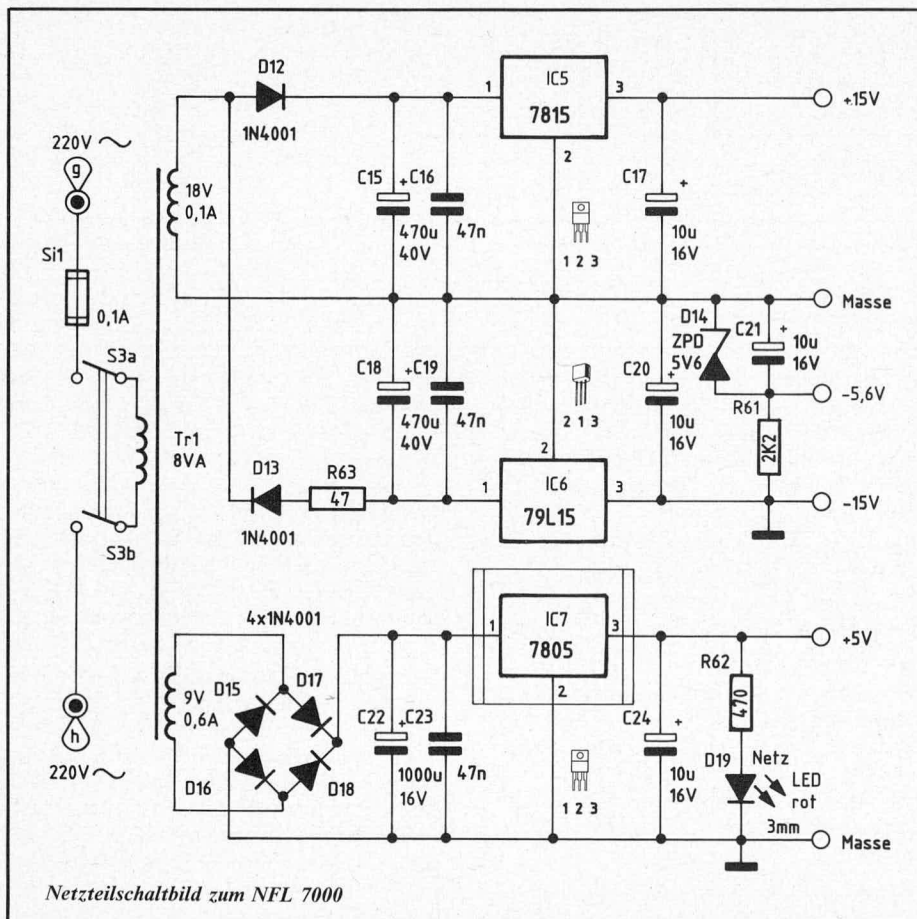 D12
1N4001
IC5
7815
1
3
2
+15V
220V
g
18V
0,1A
Si1
0,1A
C15
+
C16
470u
40V
47n
1 2 3
C17
+
10u
16V
Masse
S3a
Tr1
8VA
S3b
C18
+
C19
470u
40V
47n
2 1 3
C20
+
10u
16V
D14
ZPD
5V6
C21
+
10u
16V
-5,6V
R61
2K2
D13
1N4001
R63
47
2
1
IC6
79L15
3
-15V
4x1N4001
9V
0,6A
D15
D17
D16
D18
1
IC7
7805
3
2
+5V
C22
+
C23
1000u
16V
47n
1 2 3
C24
+
10u
16V
R62
470
D19
Netz
LED
rot
3mm
Masse
h
220V
Netzteilschaltbild zum NFL 7000